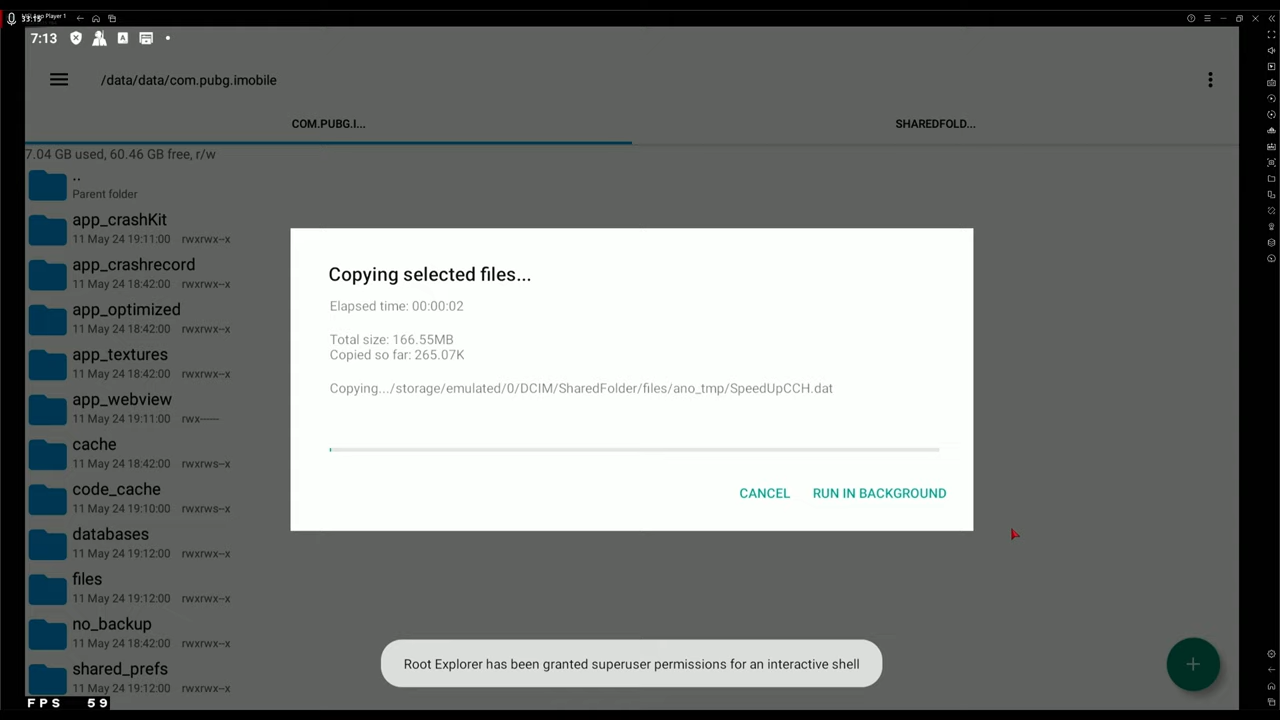 7:13
/data/data/com.pubg.imobile
COM.PUBG.I...
SHAREDFOLD...
7.04 GB used, 60.46 GB free, r/w
..
Parent folder
app_crashKit
11 May 24 19:11:00 rwxrwx--x
app_crashrecord
11 May 24 18:42:00 rwxrwx--x
app_optimized
11 May 24 18:42:00 rwxrwx--x
app_textures
11 May 24 18:42:00 rwxrwx--x
app_webview
11 May 24 19:11:00 rwx------
cache
11 May 24 18:42:00 rwxrws--x
code_cache
11 May 24 19:10:00 rwxrws--x
databases
11 May 24 19:12:00 rwxrwx--x
files
11 May 24 19:12:00 rwxrwx--x
no_backup
11 May 24 18:42:00 rwxrwx--x
shared_prefs
11 May 24 19:12:00 rwxrwx--x
Copying selected files...
Elapsed time: 00:00:02
Total size: 166.55MB
Copied so far: 265.07K
Copying.../storage/emulated/0/DCIM/SharedFolder/files/ano_tmp/SpeedUpCCH.dat
CANCEL
RUN IN BACKGROUND
Root Explorer has been granted superuser permissions for an interactive shell
FPS 59